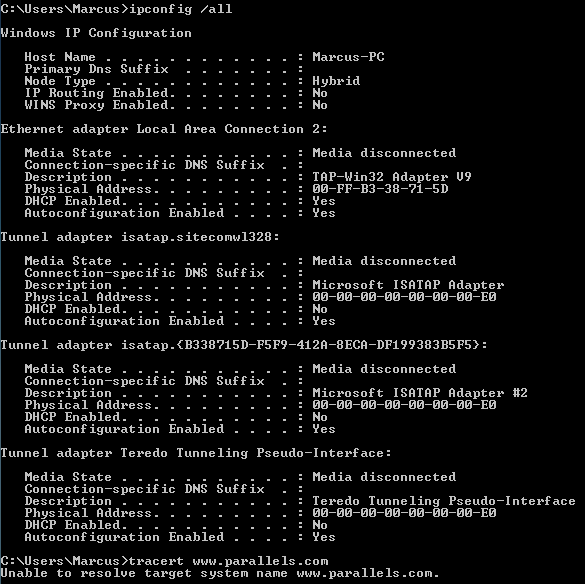 C:\Users\Marcus>ipconfig /all
Windows IP Configuration
Host Name . . . . . . . . . . . . : Marcus-PC
Primary Dns Suffix  . . . . . . . :
Node Type . . . . . . . . . . . . : Hybrid
IP Routing Enabled. . . . . . . . : No
WINS Proxy Enabled. . . . . . . . : No
Ethernet adapter Local Area Connection 2:
Media State . . . . . . . . . . . : Media disconnected
Connection-specific DNS Suffix  . :
Description . . . . . . . . . . . : TAP-Win32 Adapter V9
Physical Address. . . . . . . . . : 00-FF-B3-38-71-5D
DHCP Enabled. . . . . . . . . . . : Yes
Autoconfiguration Enabled . . . . : Yes
Tunnel adapter isatap.sitecomwl328:
Media State . . . . . . . . . . . : Media disconnected
Connection-specific DNS Suffix  . :
Description . . . . . . . . . . . : Microsoft ISATAP Adapter
Physical Address. . . . . . . . . : 00-00-00-00-00-00-00-E0
DHCP Enabled. . . . . . . . . . . : No
Autoconfiguration Enabled . . . . : Yes
Tunnel adapter isatap.{B338715D-F5F9-412A-8ECA-DF199383B5F5}:
Media State . . . . . . . . . . . : Media disconnected
Connection-specific DNS Suffix  . :
Description . . . . . . . . . . . : Microsoft ISATAP Adapter #2
Physical Address. . . . . . . . . : 00-00-00-00-00-00-00-E0
DHCP Enabled. . . . . . . . . . . : No
Autoconfiguration Enabled . . . . : Yes
Tunnel adapter Teredo Tunneling Pseudo-Interface:
Media State . . . . . . . . . . . : Media disconnected
Connection-specific DNS Suffix  . :
Description . . . . . . . . . . . : Teredo Tunneling Pseudo-Interface
Physical Address. . . . . . . . . : 00-00-00-00-00-00-00-E0
DHCP Enabled. . . . . . . . . . . : No
Autoconfiguration Enabled . . . . : Yes
C:\Users\Marcus>tracert www.parallels.com
Unable to resolve target system name www.parallels.com.